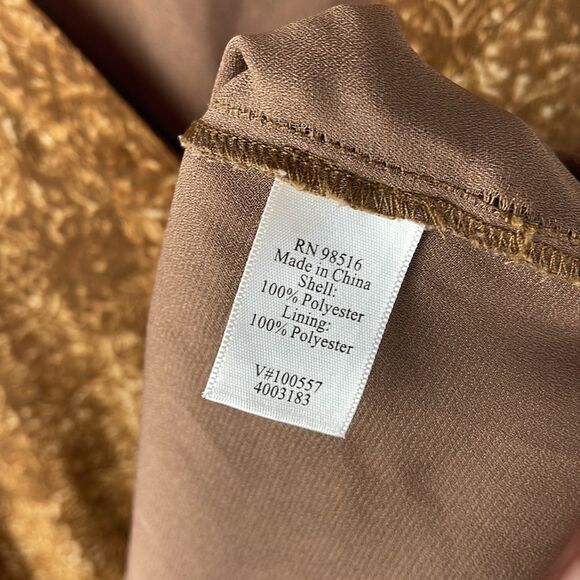 RN 98516
Made in China
Shell:
100% Polyester
Lining:
100% Polyester
V#100557
4003183